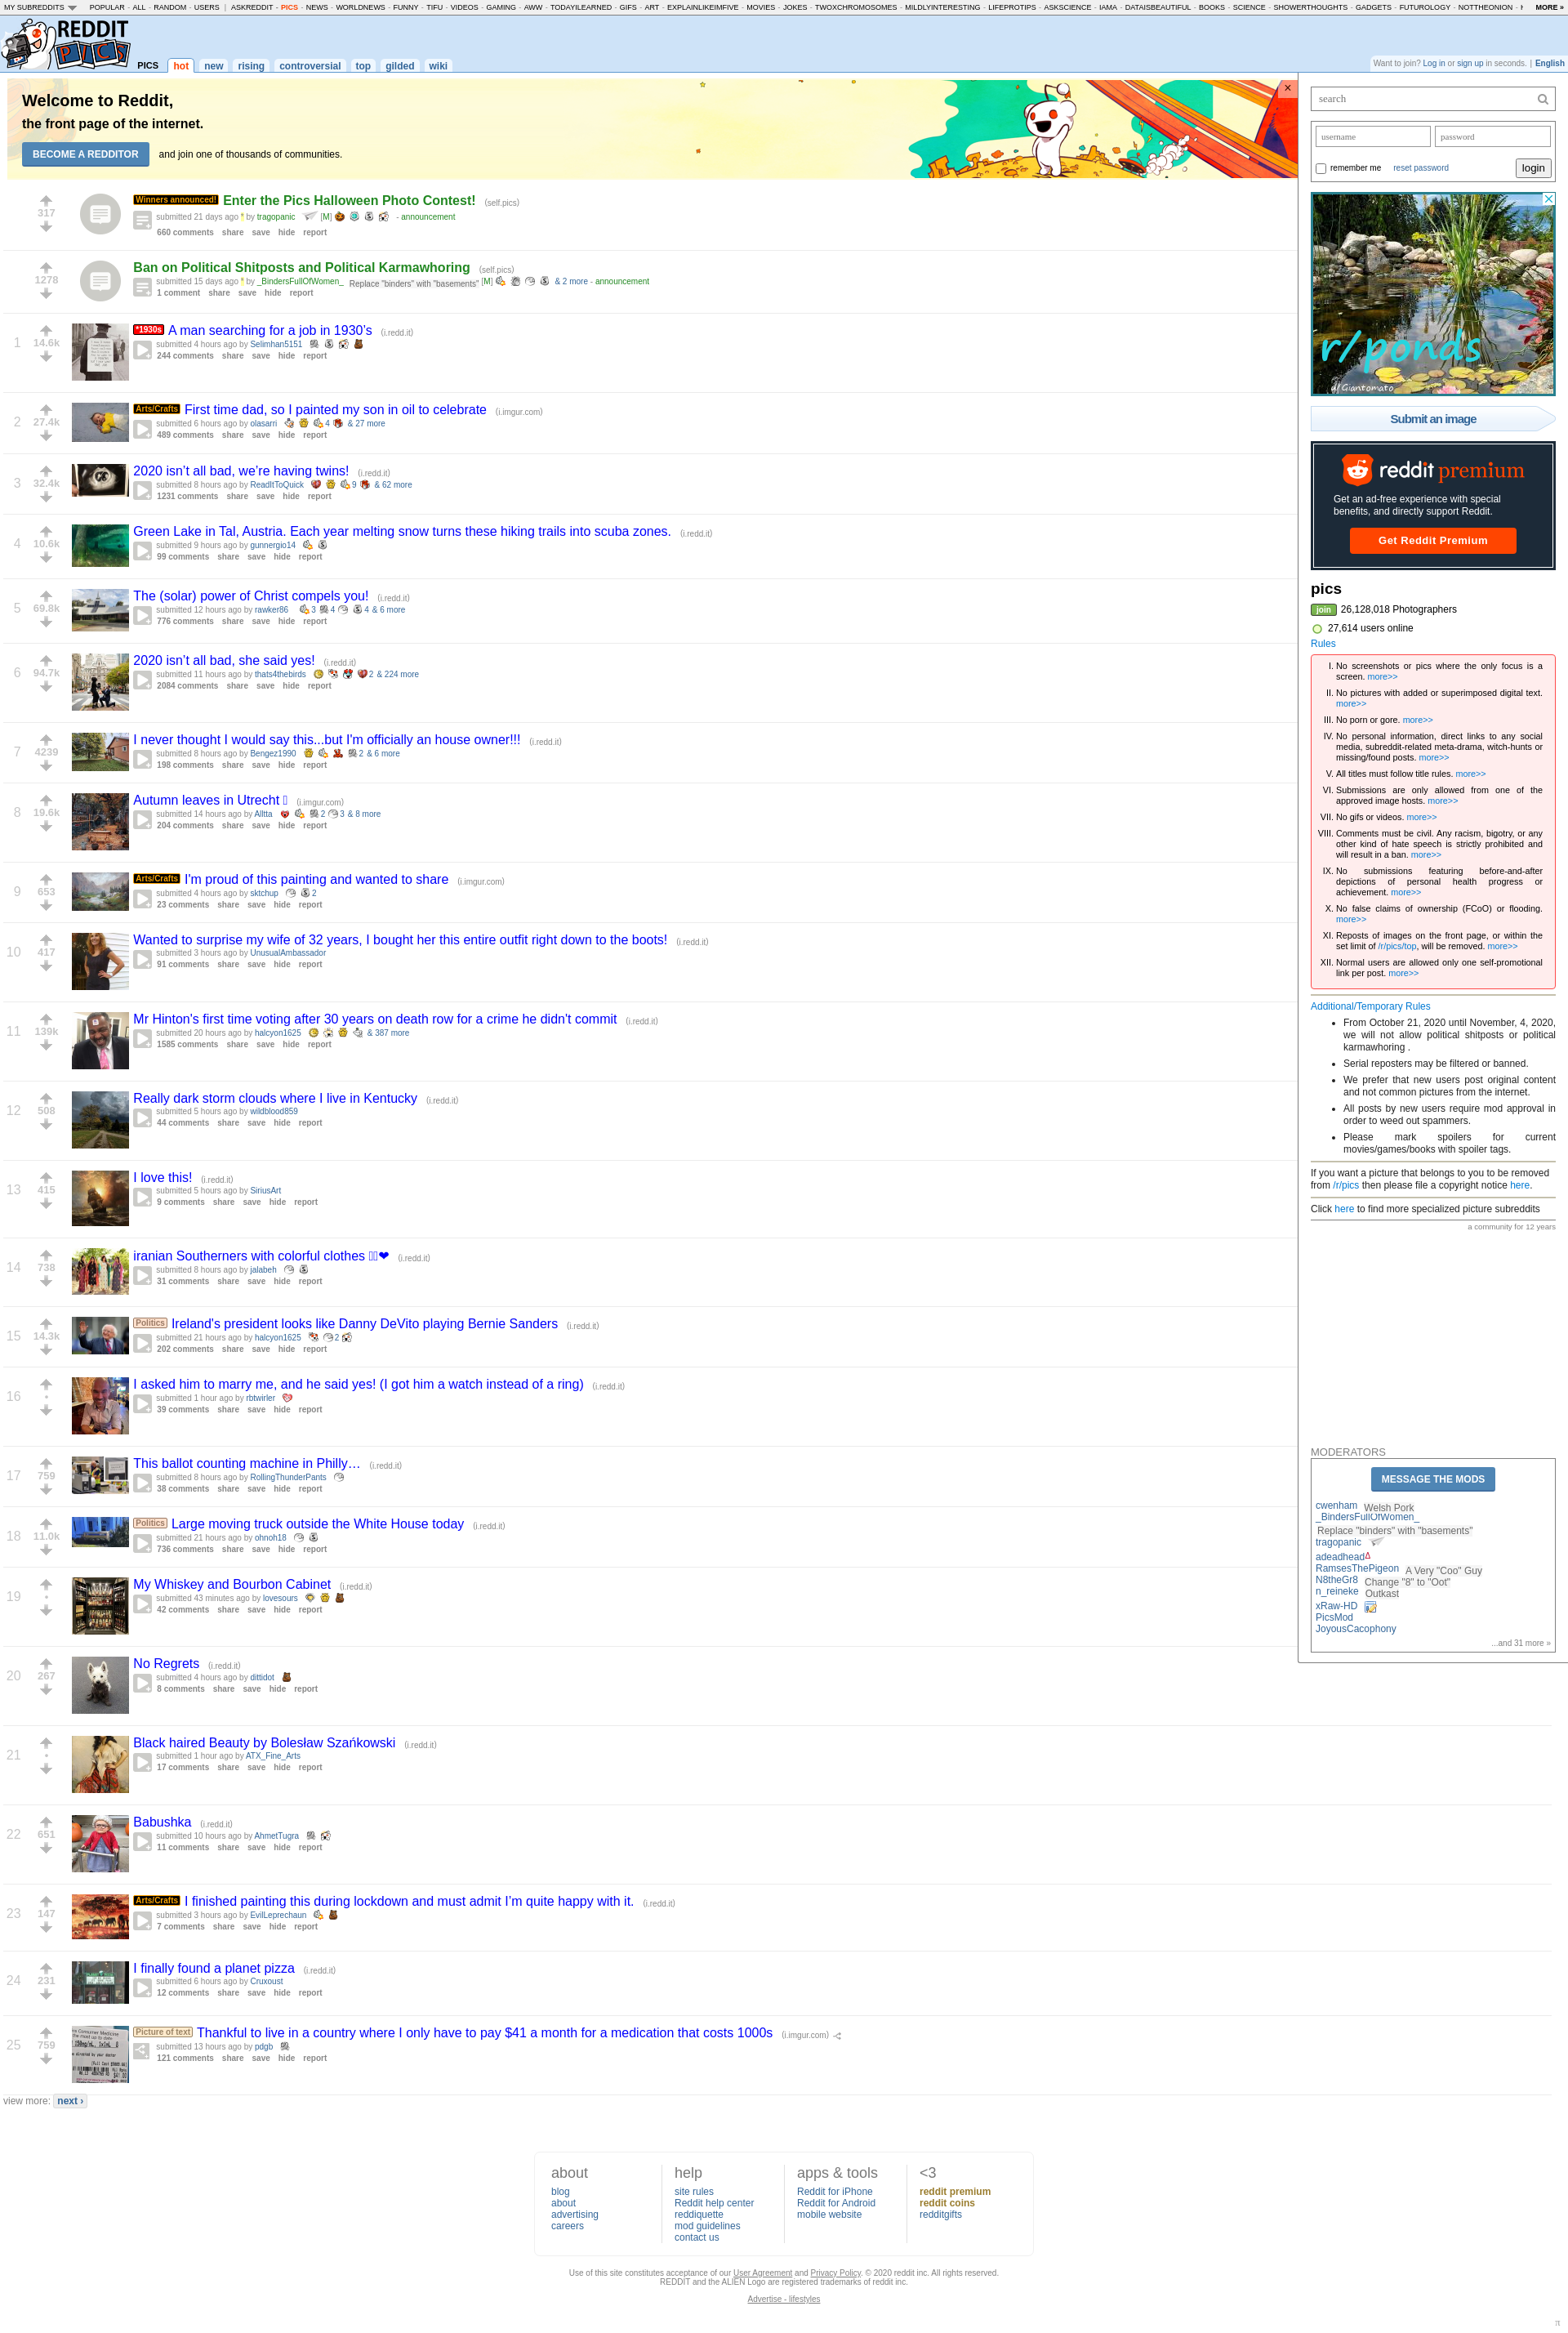 MY SUBREDDITS POPULAR - ALL - RANDOM - USERS | ASKREDDIT - PICS - NEWS - WORLDNEWS - FUNNY - TIFU - VIDEOS - GAMING - AWW - TODAYILEARNED - GIFS - ART - EXPLAINLIKEIMFIVE - MOVIES - JOKES - TWOXCHROMOSOMES - MILDLYINTERESTING - LIFEPROTIPS - ASKSCIENCE - IAMA - DATAISBEAUTIFUL - BOOKS - SCIENCE - SHOWERTHOUGHTS - GADGETS - FUTUROLOGY - NOTTHEONION - MORE »
REDDIT PICS
PICS hot new rising controversial top gilded wiki
Want to join? Log in or sign up in seconds. | English
Welcome to Reddit,
the front page of the internet.
BECOME A REDDITOR and join one of thousands of communities.
317
Winners announced! Enter the Pics Halloween Photo Contest! (self.pics)
submitted 21 days ago * by tragopanic [M] - announcement
660 comments share save hide report
1278
Ban on Political Shitposts and Political Karmawhoring (self.pics)
submitted 15 days ago * by _BindersFullOfWomen_ Replace "binders" with "basements" [M] & 2 more - announcement
1 comment share save hide report
1 14.6k
*1930s A man searching for a job in 1930's (i.redd.it)
submitted 4 hours ago by Selimhan5151
244 comments share save hide report
2 27.4k
Arts/Crafts First time dad, so I painted my son in oil to celebrate (i.imgur.com)
submitted 6 hours ago by olasarri 4 & 27 more
489 comments share save hide report
3 32.4k
2020 isn't all bad, we're having twins! (i.redd.it)
submitted 8 hours ago by ReadItToQuick 9 & 62 more
1231 comments share save hide report
4 10.6k
Green Lake in Tal, Austria. Each year melting snow turns these hiking trails into scuba zones. (i.redd.it)
submitted 9 hours ago by gunnergio14
99 comments share save hide report
5 69.8k
The (solar) power of Christ compels you! (i.redd.it)
submitted 12 hours ago by rawker86 3 4 4 & 6 more
776 comments share save hide report
6 94.7k
2020 isn't all bad, she said yes! (i.redd.it)
submitted 11 hours ago by thats4thebirds 2 & 224 more
2084 comments share save hide report
7 4239
I never thought I would say this...but I'm officially an house owner!!! (i.redd.it)
submitted 8 hours ago by Bengez1990 2 & 6 more
198 comments share save hide report
8 19.6k
Autumn leaves in Utrecht (i.imgur.com)
submitted 14 hours ago by Alltta 2 3 & 8 more
204 comments share save hide report
9 653
Arts/Crafts I'm proud of this painting and wanted to share (i.imgur.com)
submitted 4 hours ago by sktchup 2
23 comments share save hide report
10 417
Wanted to surprise my wife of 32 years, I bought her this entire outfit right down to the boots! (i.redd.it)
submitted 3 hours ago by UnusualAmbassador
91 comments share save hide report
11 139k
Mr Hinton's first time voting after 30 years on death row for a crime he didn't commit (i.redd.it)
submitted 20 hours ago by halcyon1625 & 387 more
1585 comments share save hide report
12 508
Really dark storm clouds where I live in Kentucky (i.redd.it)
submitted 5 hours ago by wildblood859
44 comments share save hide report
13 415
I love this! (i.redd.it)
submitted 5 hours ago by SiriusArt
9 comments share save hide report
14 738
iranian Southerners with colorful clothes ❤ (i.redd.it)
submitted 8 hours ago by jalabeh
31 comments share save hide report
15 14.3k
Politics Ireland's president looks like Danny DeVito playing Bernie Sanders (i.redd.it)
submitted 21 hours ago by halcyon1625 2
202 comments share save hide report
16 •
I asked him to marry me, and he said yes! (I got him a watch instead of a ring) (i.redd.it)
submitted 1 hour ago by rbtwirler
39 comments share save hide report
17 759
This ballot counting machine in Philly… (i.redd.it)
submitted 8 hours ago by RollingThunderPants
38 comments share save hide report
18 11.0k
Politics Large moving truck outside the White House today (i.redd.it)
submitted 21 hours ago by ohnoh18
736 comments share save hide report
19 •
My Whiskey and Bourbon Cabinet (i.redd.it)
submitted 43 minutes ago by lovesours
42 comments share save hide report
20 267
No Regrets (i.redd.it)
submitted 4 hours ago by dittidot
8 comments share save hide report
21 •
Black haired Beauty by Bolesław Szańkowski (i.redd.it)
submitted 1 hour ago by ATX_Fine_Arts
17 comments share save hide report
22 651
Babushka (i.redd.it)
submitted 10 hours ago by AhmetTugra
11 comments share save hide report
23 147
Arts/Crafts I finished painting this during lockdown and must admit I'm quite happy with it. (i.redd.it)
submitted 3 hours ago by EvilLeprechaun
7 comments share save hide report
24 231
I finally found a planet pizza (i.redd.it)
submitted 6 hours ago by Cruxoust
12 comments share save hide report
25 759
Picture of text Thankful to live in a country where I only have to pay $41 a month for a medication that costs 1000s (i.imgur.com)
submitted 13 hours ago by pdgb
121 comments share save hide report
view more: next ›
search
username password
remember me reset password login
r/ponds
u/Giantomato
Submit an image
reddit premium
Get an ad-free experience with special
benefits, and directly support Reddit.
Get Reddit Premium
pics
join 26,128,018 Photographers
27,614 users online
Rules
I. No screenshots or pics where the only focus is a
screen. more>>
II. No pictures with added or superimposed digital text.
more>>
III. No porn or gore. more>>
IV. No personal information, direct links to any social
media, subreddit-related meta-drama, witch-hunts or
missing/found posts. more>>
V. All titles must follow title rules. more>>
VI. Submissions are only allowed from one of the
approved image hosts. more>>
VII. No gifs or videos. more>>
VIII. Comments must be civil. Any racism, bigotry, or any
other kind of hate speech is strictly prohibited and
will result in a ban. more>>
IX. No submissions featuring before-and-after
depictions of personal health progress or
achievement. more>>
X. No false claims of ownership (FCoO) or flooding.
more>>
XI. Reposts of images on the front page, or within the
set limit of /r/pics/top, will be removed. more>>
XII. Normal users are allowed only one self-promotional
link per post. more>>
Additional/Temporary Rules
• From October 21, 2020 until November, 4, 2020,
we will not allow political shitposts or political
karmawhoring .
• Serial reposters may be filtered or banned.
• We prefer that new users post original content
and not common pictures from the internet.
• All posts by new users require mod approval in
order to weed out spammers.
• Please mark spoilers for current
movies/games/books with spoiler tags.
If you want a picture that belongs to you to be removed
from /r/pics then please file a copyright notice here.
Click here to find more specialized picture subreddits
a community for 12 years
MODERATORS
MESSAGE THE MODS
cwenham Welsh Pork
_BindersFullOfWomen_
Replace "binders" with "basements"
tragopanic
adeadheadΔ
RamsesThePigeon A Very "Coo" Guy
N8theGr8 Change "8" to "Oot"
n_reineke Outkast
xRaw-HD
PicsMod
JoyousCacophony
...and 31 more »
about
blog
about
advertising
careers
help
site rules
Reddit help center
reddiquette
mod guidelines
contact us
apps & tools
Reddit for iPhone
Reddit for Android
mobile website
<3
reddit premium
reddit coins
redditgifts
Use of this site constitutes acceptance of our User Agreement and Privacy Policy. © 2020 reddit inc. All rights reserved.
REDDIT and the ALIEN Logo are registered trademarks of reddit inc.
Advertise - lifestyles
π